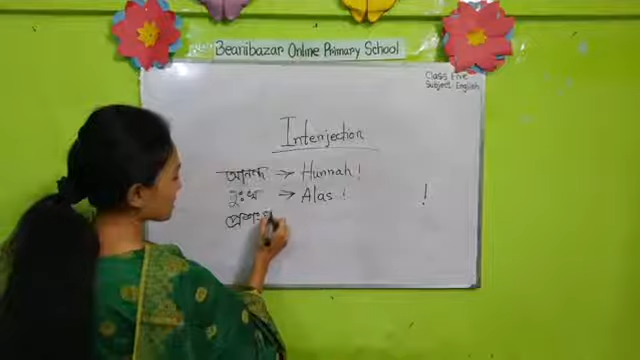 Beanibazar Online Primary School
Class Five
Subject English
Interjection
আনন্দ → Hurrah!
দুঃখ → Alas!
!